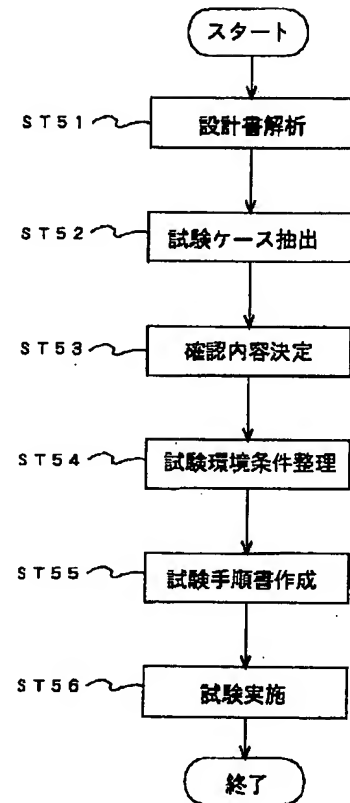 スタート
ST51 設計書解析
ST52 試験ケース抽出
ST53 確認内容決定
ST54 試験環境条件整理
ST55 試験手順書作成
ST56 試験実施
終了